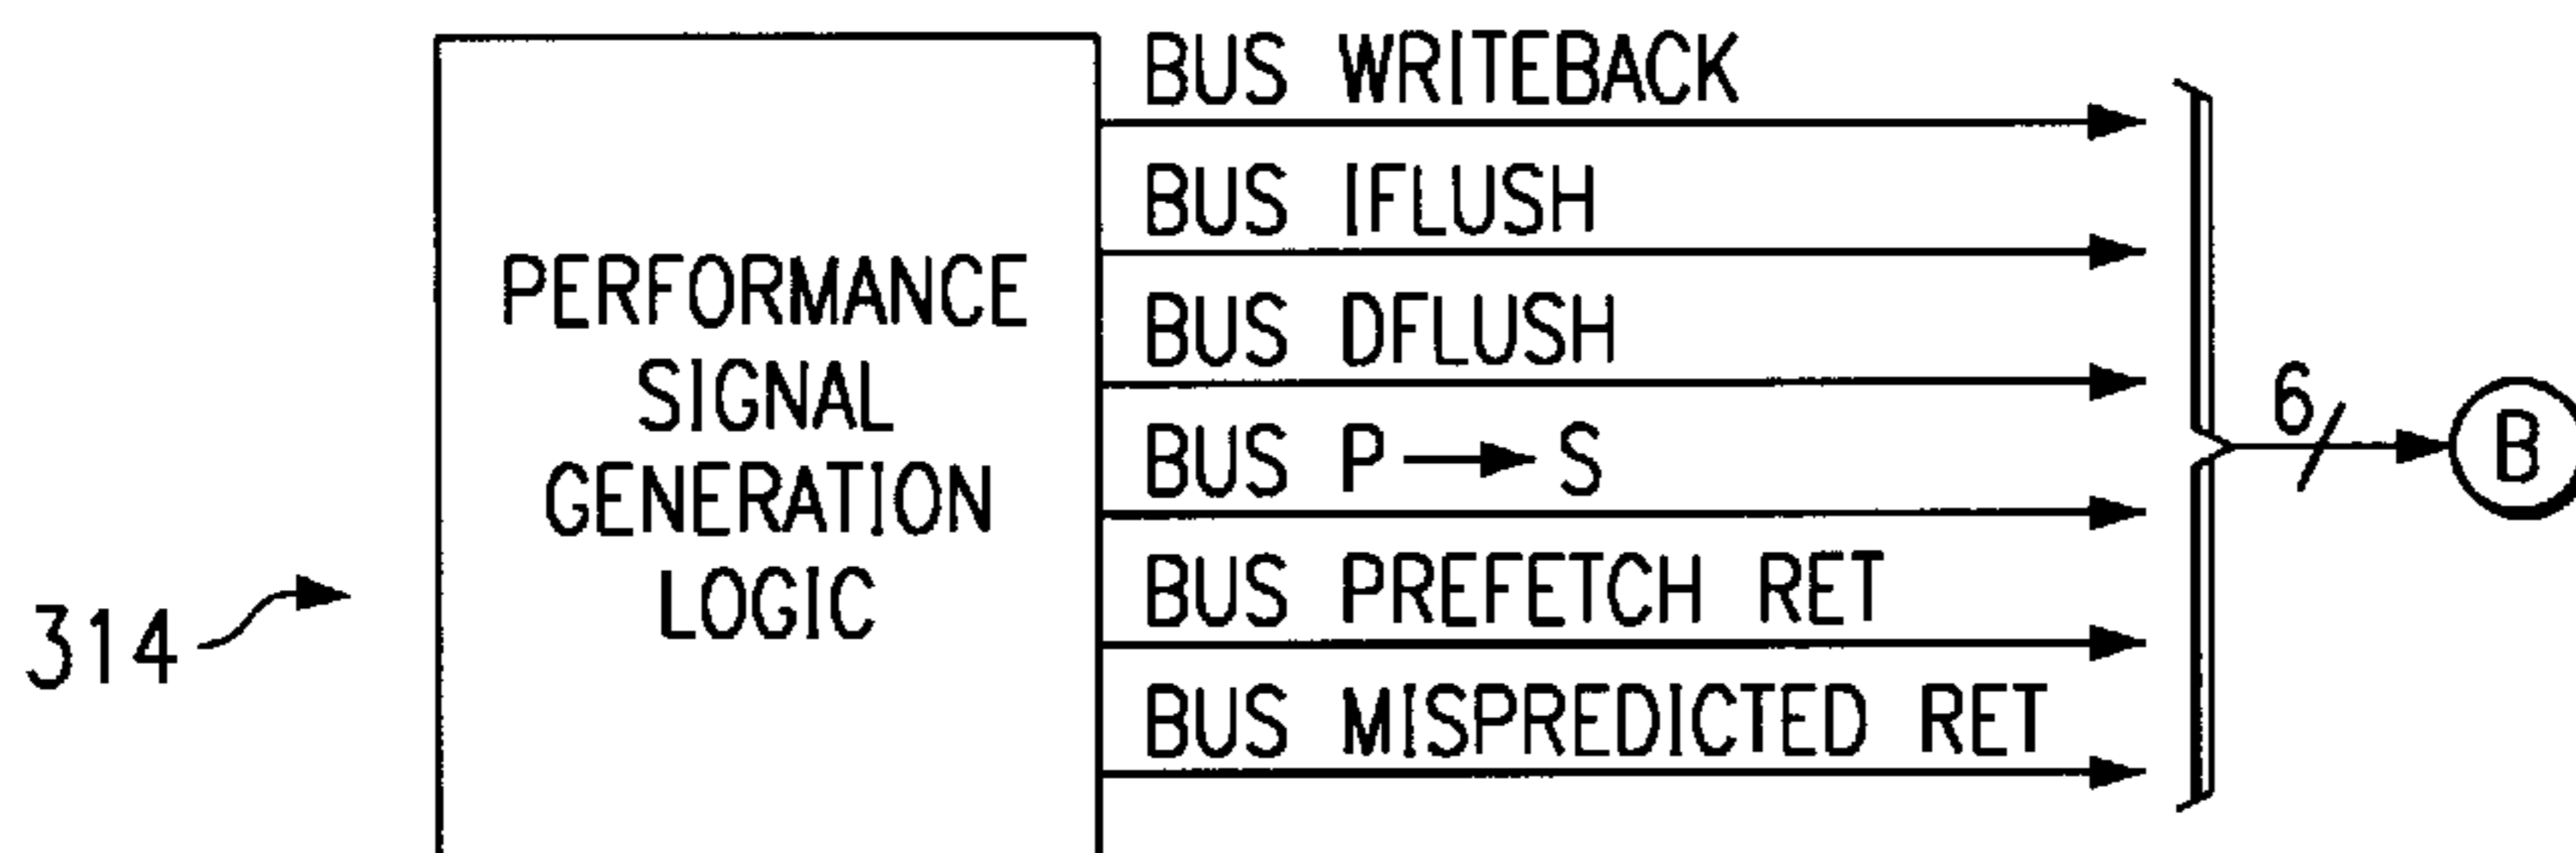 BUS WRITEBACK
BUS IFLUSH
BUS DFLUSH
BUS P → S
BUS PREFETCH RET
BUS MISPREDICTED RET
PERFORMANCE
SIGNAL
GENERATION
LOGIC
314
6
B